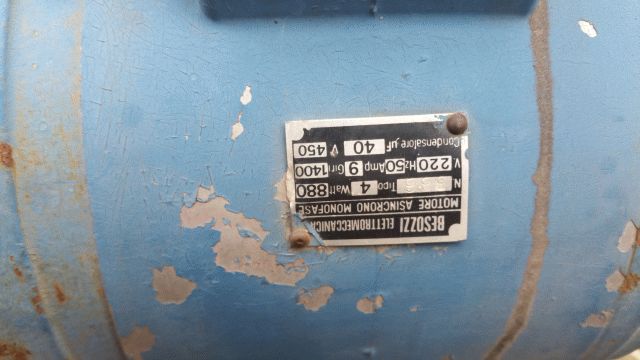 BESOZZI ELETTROMECCANICA
MOTORE ASINCRONO MONOFASE
N Tipo 4 Watt 880
V 220 Hz 50 Amp 9 Giri 1400
Condensatore µF 40 V 450